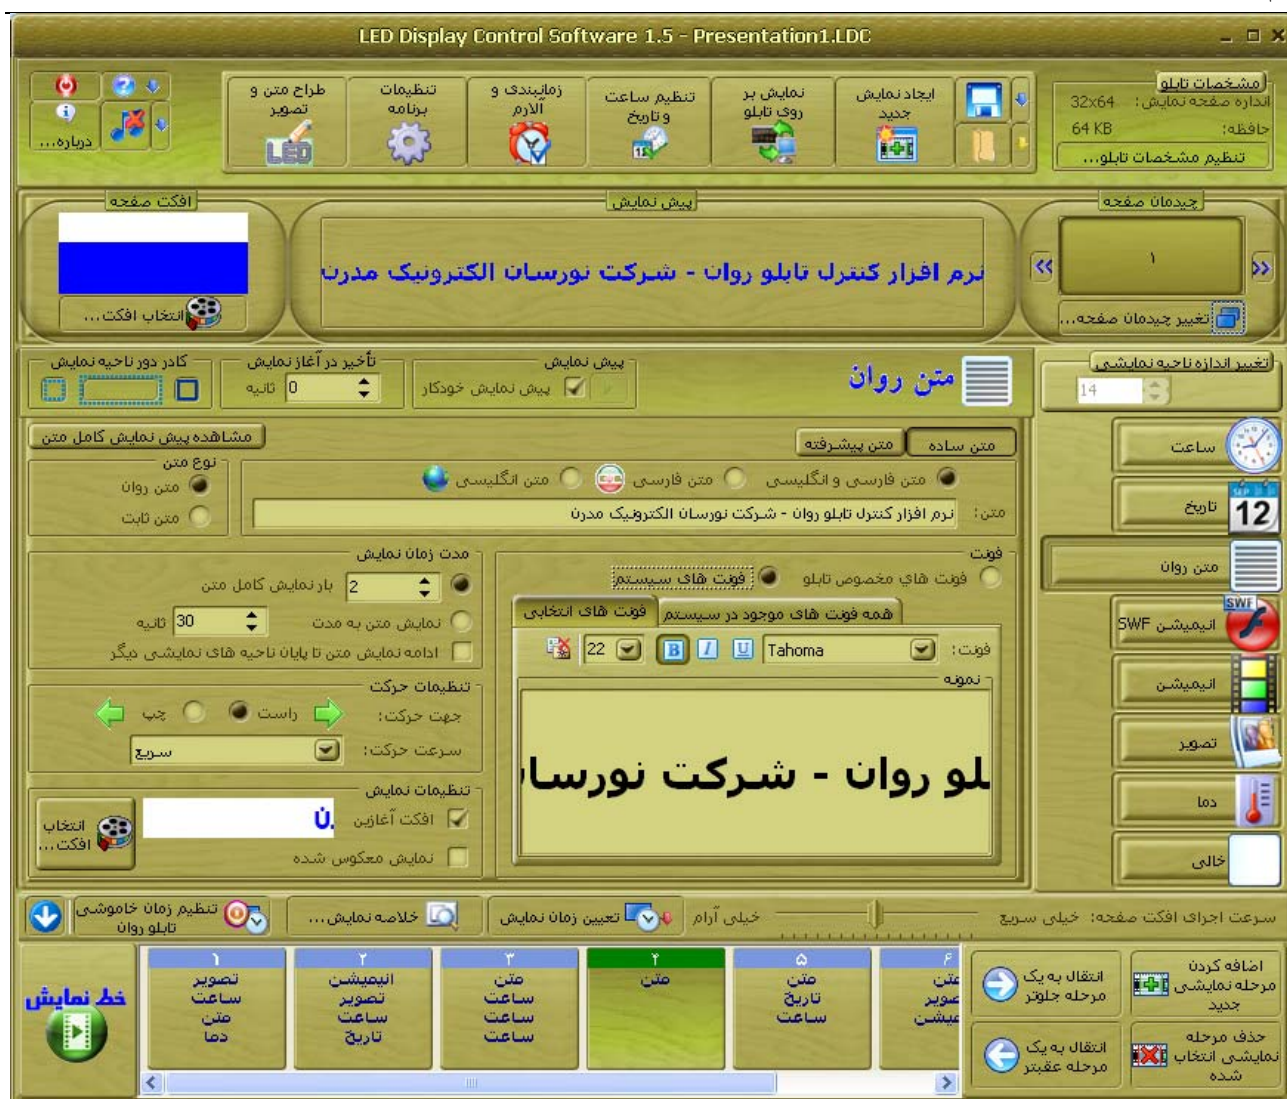 LED Display Control Software 1.5 - Presentation1.LDC
مشخصات تابلو
اندازه صفحه نمایش: 32x64
حافظه: 64 KB
تنظیم مشخصات تابلو...
ایجاد نمایش
جدید
نمایش بر
روی تابلو
تنظیم ساعت
و تاریخ
زمانبندی و
آلارم
تنظیمات
برنامه
طراح متن و
تصویر
LED
درباره...
چیدمان صفحه
۱
تغییر چیدمان صفحه...
پیش نمایش
نرم افزار کنترل تابلو روان - شرکت نورسان الکترونیک مدرن
افکت صفحه
انتخاب افکت...
تغییر اندازه ناحیه نمایشی
14
متن روان
پیش نمایش
پیش نمایش خودکار
تأخیر در آغاز نمایش
0 ثانیه
کادر دور ناحیه نمایش
ساعت
SEP
12
تاریخ
متن روان
SWF
انیمیشن SWF
انیمیشن
تصویر
دما
خالی
متن ساده
متن پیشرفته
مشاهده پیش نمایش کامل متن
متن فارسی و انگلیسی
متن فارسی
متن انگلیسی
متن: نرم افزار کنترل تابلو روان - شرکت نورسان الکترونیک مدرن
نوع متن
متن روان
متن ثابت
فونت
فونت هاي مخصوص تابلو
فونت های سیستم
همه فونت های موجود در سیستم
فونت های انتخابی
فونت: Tahoma
U I B 22
نمونه
لو روان - شرکت نورسا
مدت زمان نمایش
2 بار نمایش کامل متن
نمایش متن به مدت 30 ثانیه
ادامه نمایش متن تا پایان ناحیه های نمایشی دیگر
تنظیمات حرکت
جهت حرکت: راست چپ
سرعت حرکت: سریع
تنظیمات نمایش
افکت آغازین
ن.
نمایش معکوس شده
انتخاب
افکت...
سرعت اجرای افکت صفحه: خیلی سریع
خیلی آرام
تعیین زمان نمایش
خلاصه نمایش...
تنظیم زمان خاموشی
تابلو روان
اضافه کردن
مرحله نمایشی
جدید
انتقال به یک
مرحله جلوتر
حذف مرحله
نمایشی انتخاب
شده
انتقال به یک
مرحله عقبتر
خط نمایش
۱
تصویر
ساعت
متن
دما
۲
انیمیشن
تصویر
ساعت
تاریخ
۳
متن
ساعت
ساعت
ساعت
۴
متن
۵
متن
تاریخ
ساعت
۶
متن
صویر
میشن